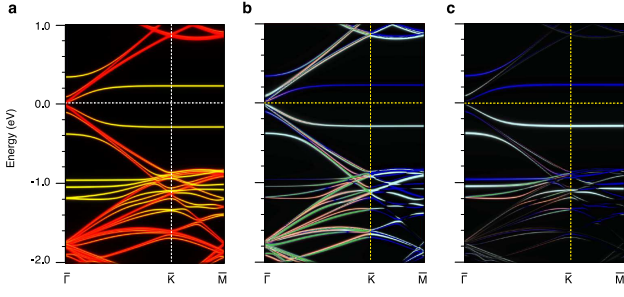 a b c
1.0
0.0
-1.0
-2.0
Energy (eV)
Γ̅ K̅ M̅ Γ̅ K̅ M̅ Γ̅ K̅ M̅